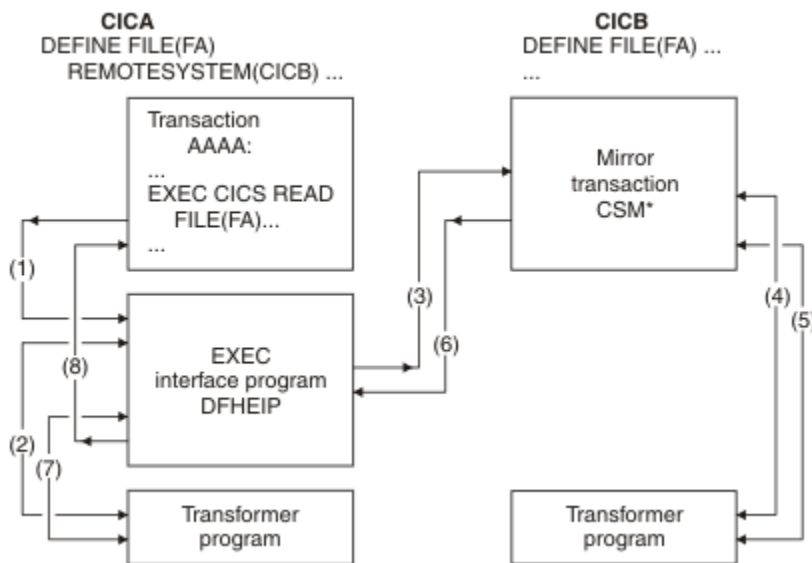 CICA
DEFINE FILE(FA)
REMOTESYSTEM(CICB) ...
CICB
DEFINE FILE(FA) ...
...
Transaction
AAAA:
...
EXEC CICS READ
FILE(FA)...
...
Mirror
transaction
CSM*
(1)
(3)
(4)
(5)
(6)
(8)
EXEC
interface program
DFHEIP
(2)
(7)
Transformer
program
Transformer
program